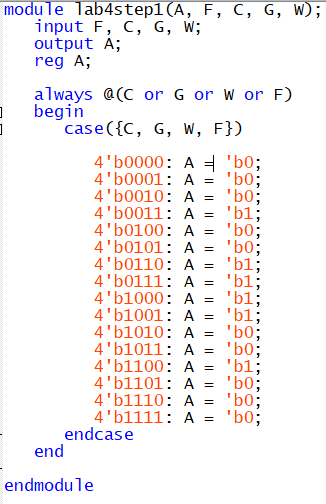 module lab4step1(A, F, C, G, W);
input F, C, G, W;
output A;
reg A;
always @(C or G or W or F)
begin
case({C, G, W, F})
4'b0000: A = 'b0;
4'b0001: A = 'b0;
4'b0010: A = 'b0;
4'b0011: A = 'b1;
4'b0100: A = 'b0;
4'b0101: A = 'b0;
4'b0110: A = 'b1;
4'b0111: A = 'b1;
4'b1000: A = 'b1;
4'b1001: A = 'b1;
4'b1010: A = 'b0;
4'b1011: A = 'b0;
4'b1100: A = 'b1;
4'b1101: A = 'b0;
4'b1110: A = 'b0;
4'b1111: A = 'b0;
endcase
end
endmodule